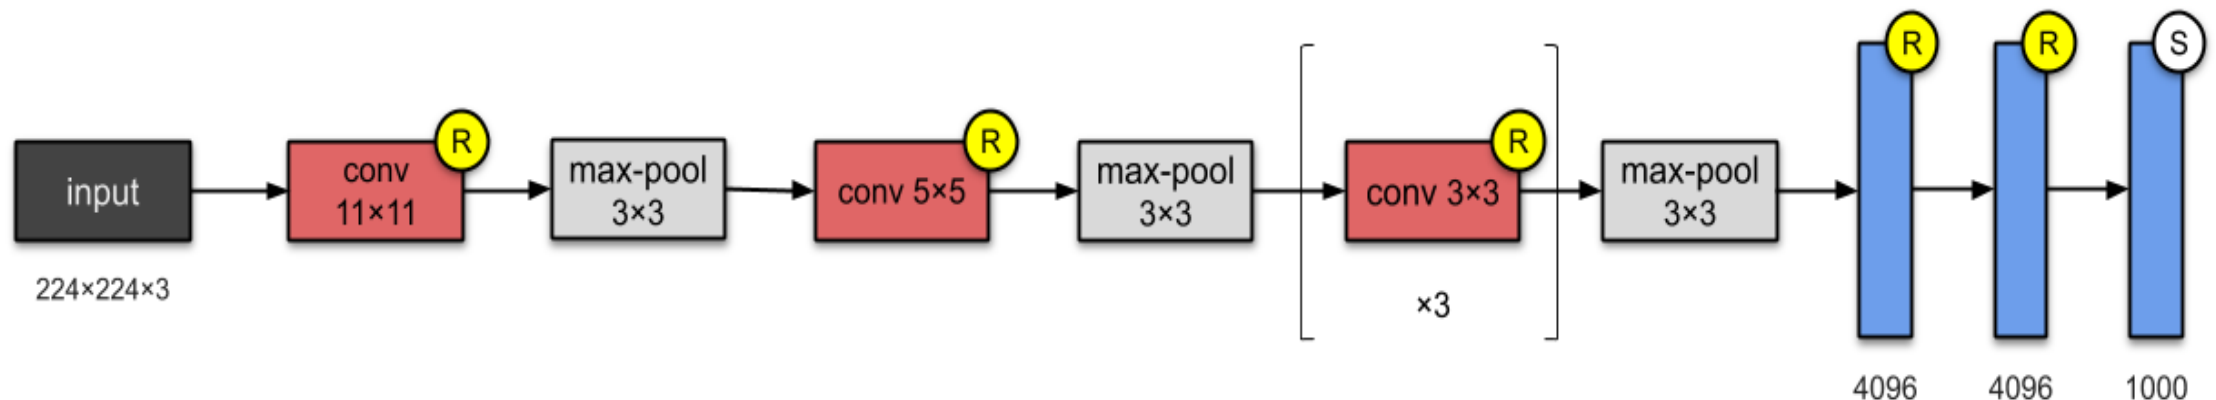 R
R
S
R
R
R
input
conv
11×11
max-pool
3×3
conv 5×5
max-pool
3×3
conv 3×3
max-pool
3×3
224×224×3
×3
4096
4096
1000